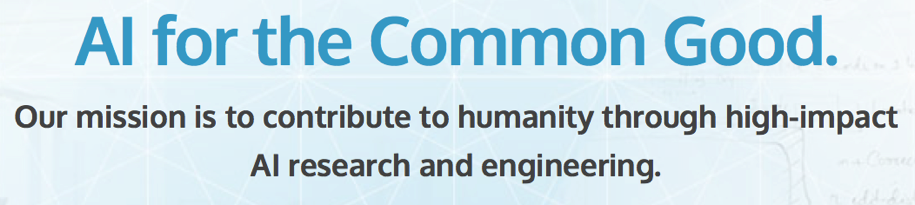 AI for the Common Good.
Our mission is to contribute to humanity through high-impact
AI research and engineering.